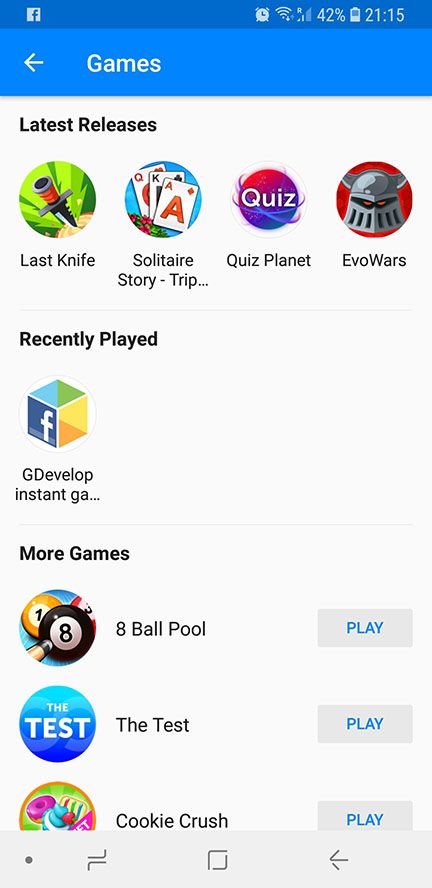 42% 21:15
Games
Latest Releases
Q K A A
Quiz
Last Knife
Solitaire
Story - Trip...
Quiz Planet
EvoWars
Recently Played
f
GDevelop
instant ga...
More Games
1
8
8 Ball Pool
PLAY
THE
TEST
The Test
PLAY
Cookie Crush
PLAY